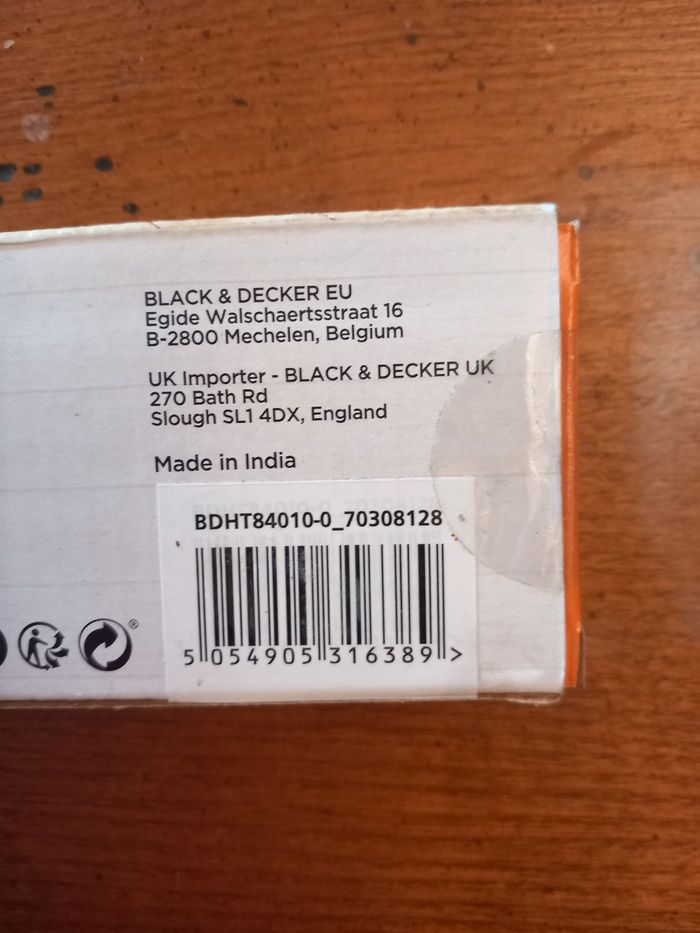 BLACK & DECKER EU
Egide Walschaertsstraat 16
B-2800 Mechelen, Belgium
UK Importer - BLACK & DECKER UK
270 Bath Rd
Slough SL1 4DX, England
Made in India
BDHT84010-0_70308128
5 054905 316389 >
®